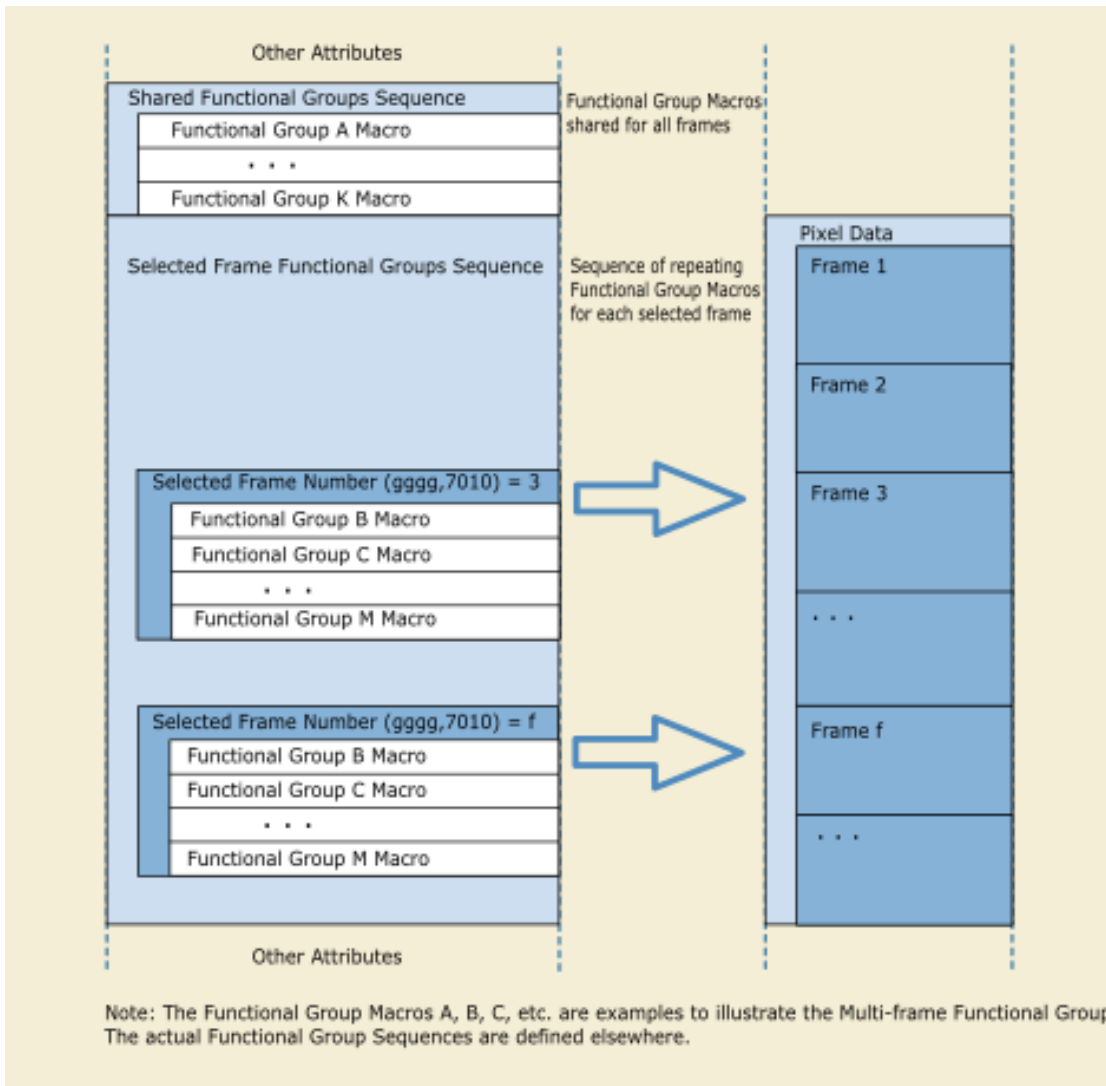 Other Attributes
Shared Functional Groups Sequence
Functional Group A Macro
. . .
Functional Group K Macro
Functional Group Macros
shared for all frames
Selected Frame Functional Groups Sequence
Sequence of repeating
Functional Group Macros
for each selected frame
Selected Frame Number (gggg,7010) = 3
Functional Group B Macro
Functional Group C Macro
. . .
Functional Group M Macro
Selected Frame Number (gggg,7010) = f
Functional Group B Macro
Functional Group C Macro
. . .
Functional Group M Macro
Other Attributes
Pixel Data
Frame 1
Frame 2
Frame 3
. . .
Frame f
. . .
Note: The Functional Group Macros A, B, C, etc. are examples to illustrate the Multi-frame Functional Group
The actual Functional Group Sequences are defined elsewhere.